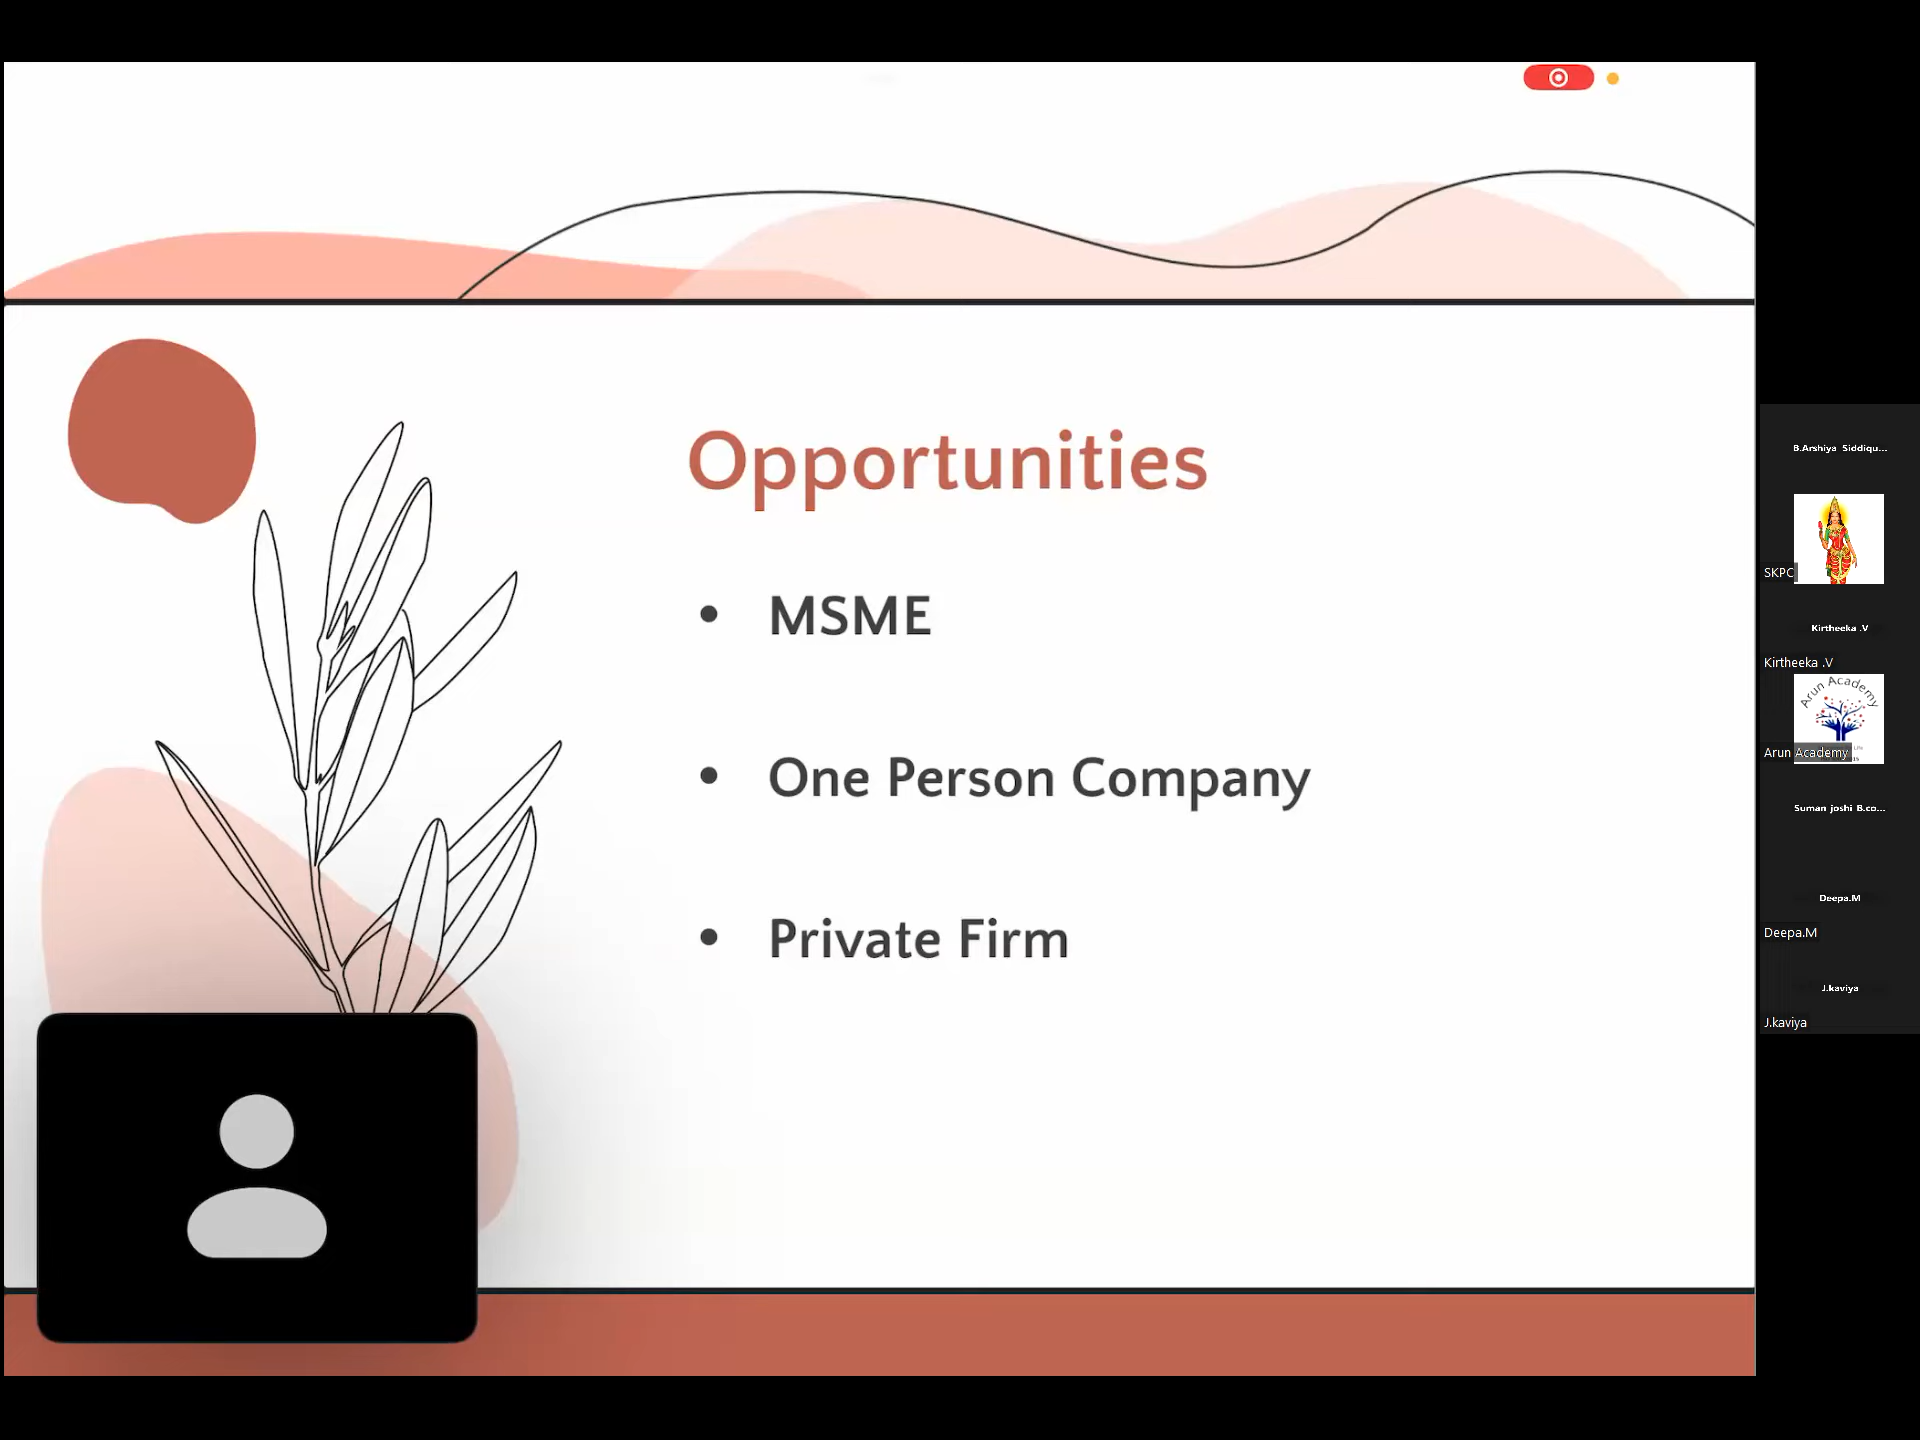 Opportunities
• MSME
• One Person Company
• Private Firm
B.Arshiya Siddiqu...
SKPC
Kirtheeka .V
Kirtheeka .V
Arun Academy
Arun Academy
Suman joshi B.co...
Deepa.M
Deepa.M
J.kaviya
J.kaviya